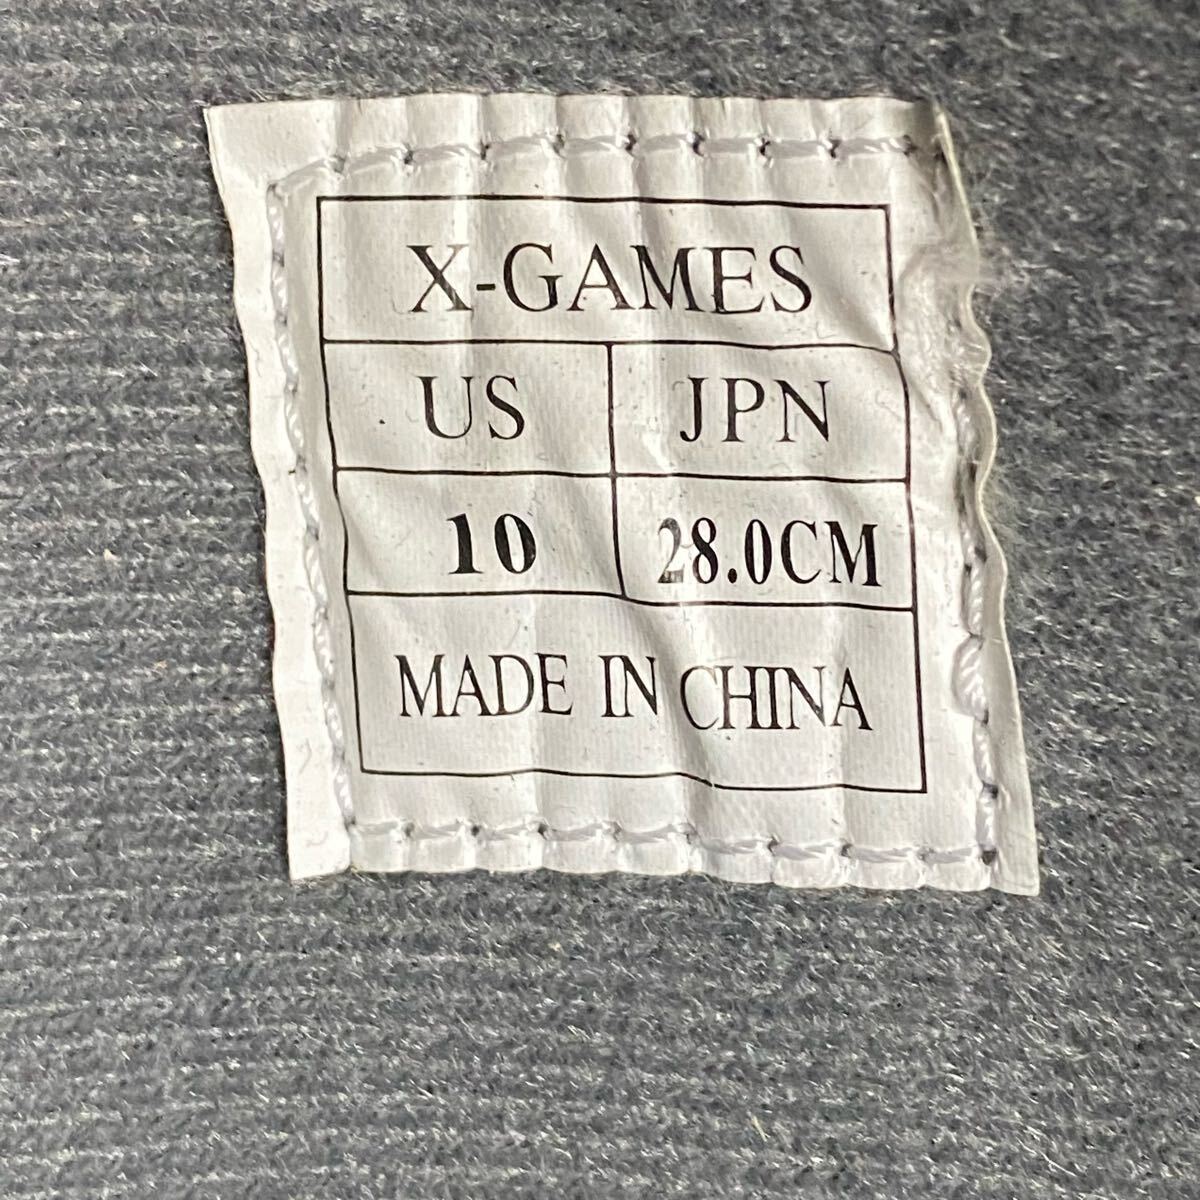 X-GAMES
US JPN
10 28.0CM
MADE IN CHINA